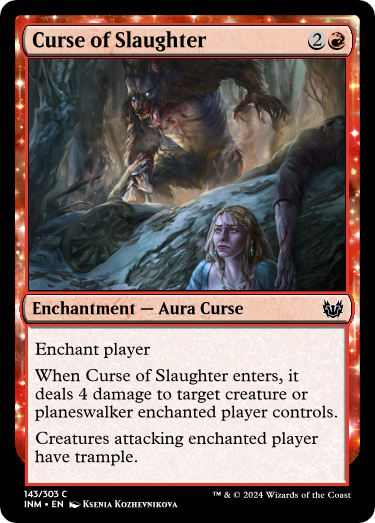 Curse of Slaughter 2
Enchantment — Aura Curse
Enchant player
When Curse of Slaughter enters, it
deals 4 damage to target creature or
planeswalker enchanted player controls.
Creatures attacking enchanted player
have trample.
143/303 C
INM • EN Ksenia Kozhevnikova
™ & © 2024 Wizards of the Coast